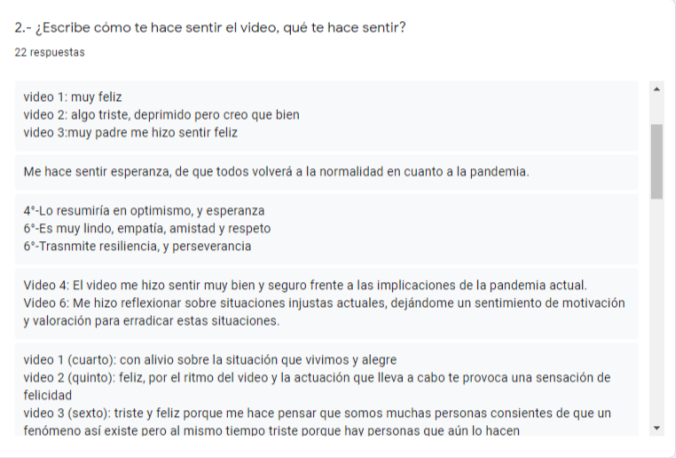 2.- ¿Escribe cómo te hace sentir el video, qué te hace sentir?
22 respuestas
video 1: muy feliz
video 2: algo triste, deprimido pero creo que bien
video 3:muy padre me hizo sentir feliz
Me hace sentir esperanza, de que todos volverá a la normalidad en cuanto a la pandemia.
4°-Lo resumiría en optimismo, y esperanza
6°-Es muy lindo, empatía, amistad y respeto
6°-Trasnmite resiliencia, y perseverancia
Video 4: El video me hizo sentir muy bien y seguro frente a las implicaciones de la pandemia actual.
Video 6: Me hizo reflexionar sobre situaciones injustas actuales, dejándome un sentimiento de motivación
y valoración para erradicar estas situaciones.
video 1 (cuarto): con alivio sobre la situación que vivimos y alegre
video 2 (quinto): feliz, por el ritmo del video y la actuación que lleva a cabo te provoca una sensación de
felicidad
video 3 (sexto): triste y feliz porque me hace pensar que somos muchas personas consientes de que un
fenómeno así existe pero al mismo tiempo triste porque hay personas que aún lo hacen